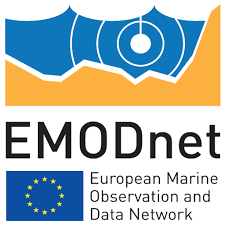 EMODnet
European Marine
Observation and
Data Network